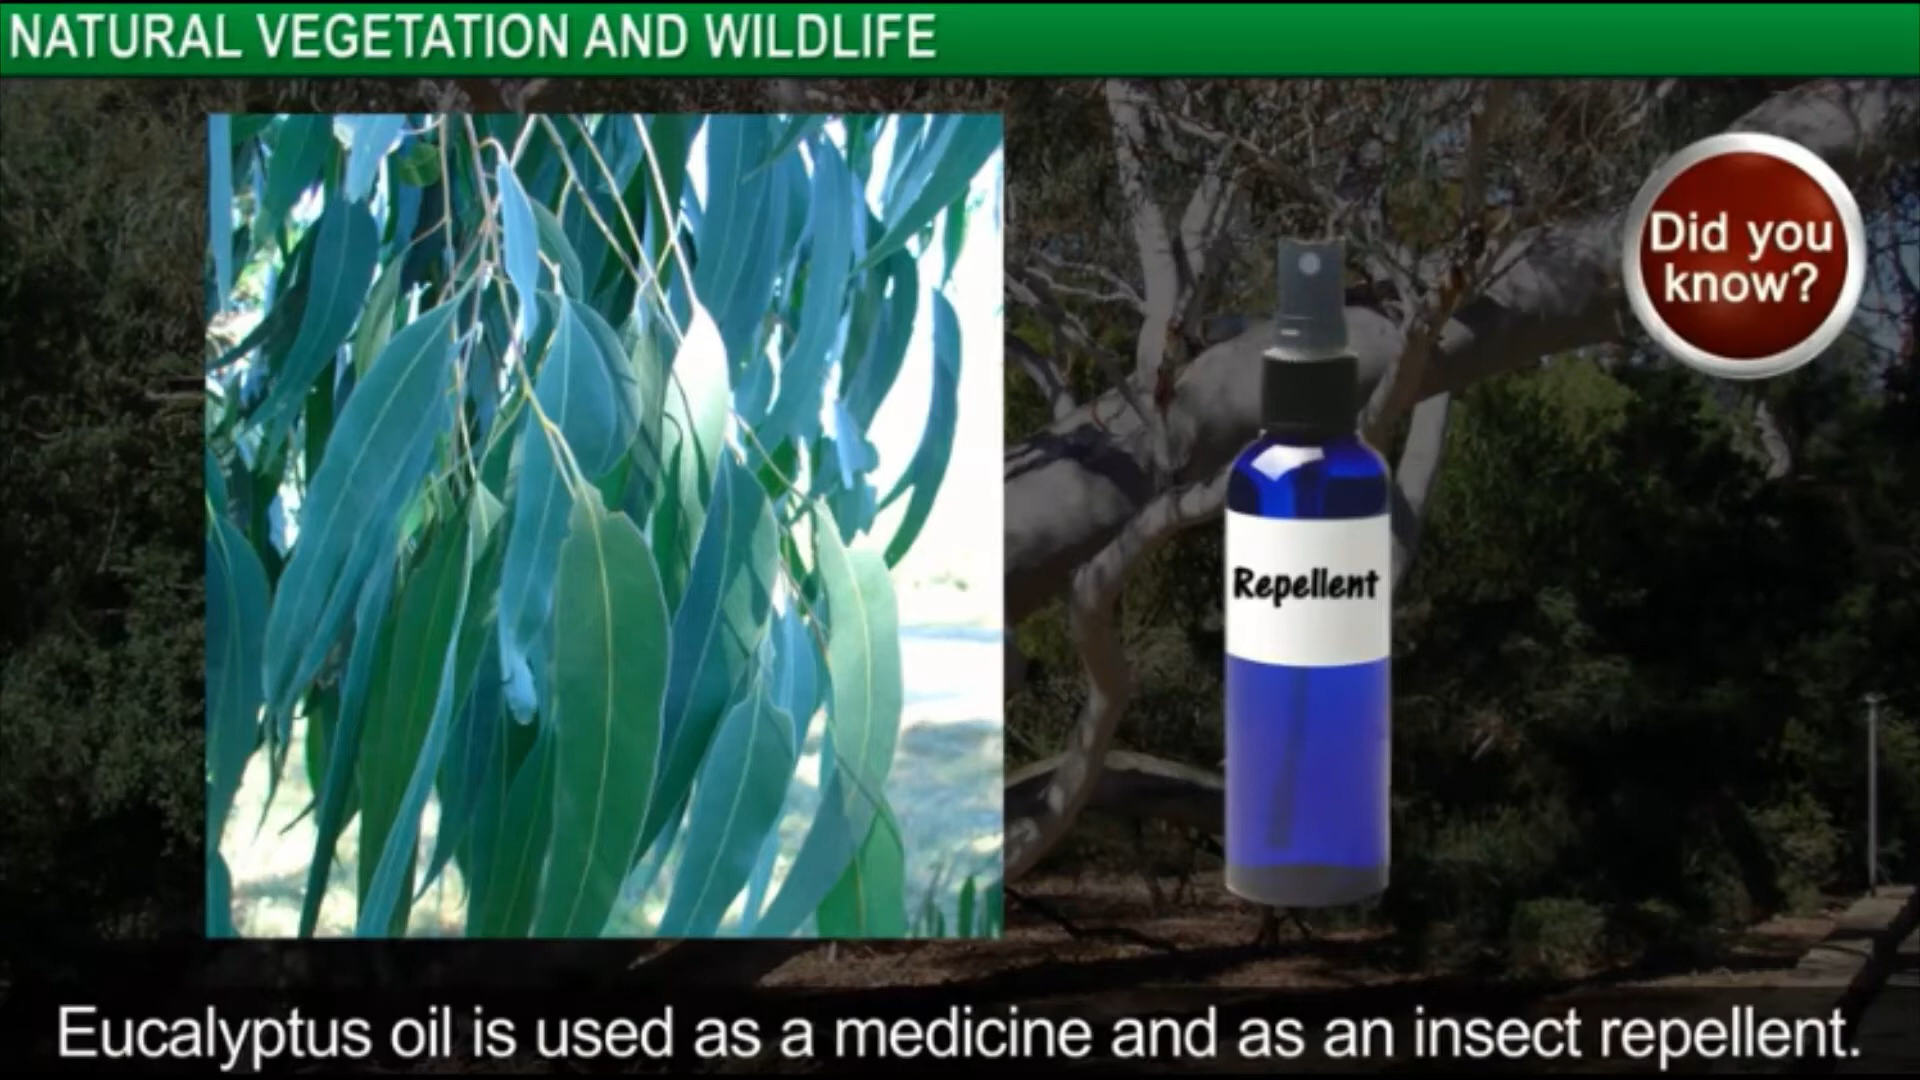 NATURAL VEGETATION AND WILDLIFE
Did you
know?
Repellent
Eucalyptus oil is used as a medicine and as an insect repellent.